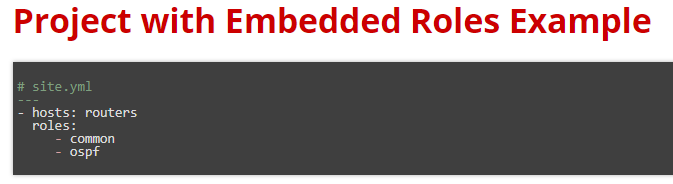 Project with Embedded Roles Example
# site.yml
---
- hosts: routers
  roles:
     - common
     - ospf